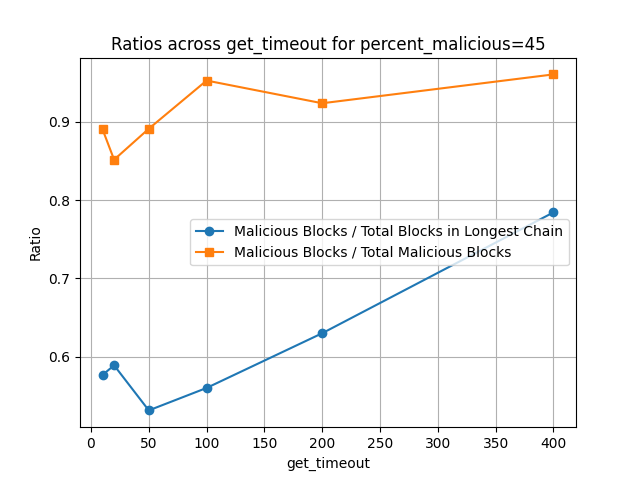 Ratios across get_timeout for percent_malicious=45
Ratio
0.9
0.8
0.7
0.6
Malicious Blocks / Total Blocks in Longest Chain
Malicious Blocks / Total Malicious Blocks
0 50 100 150 200 250 300 350 400
get_timeout